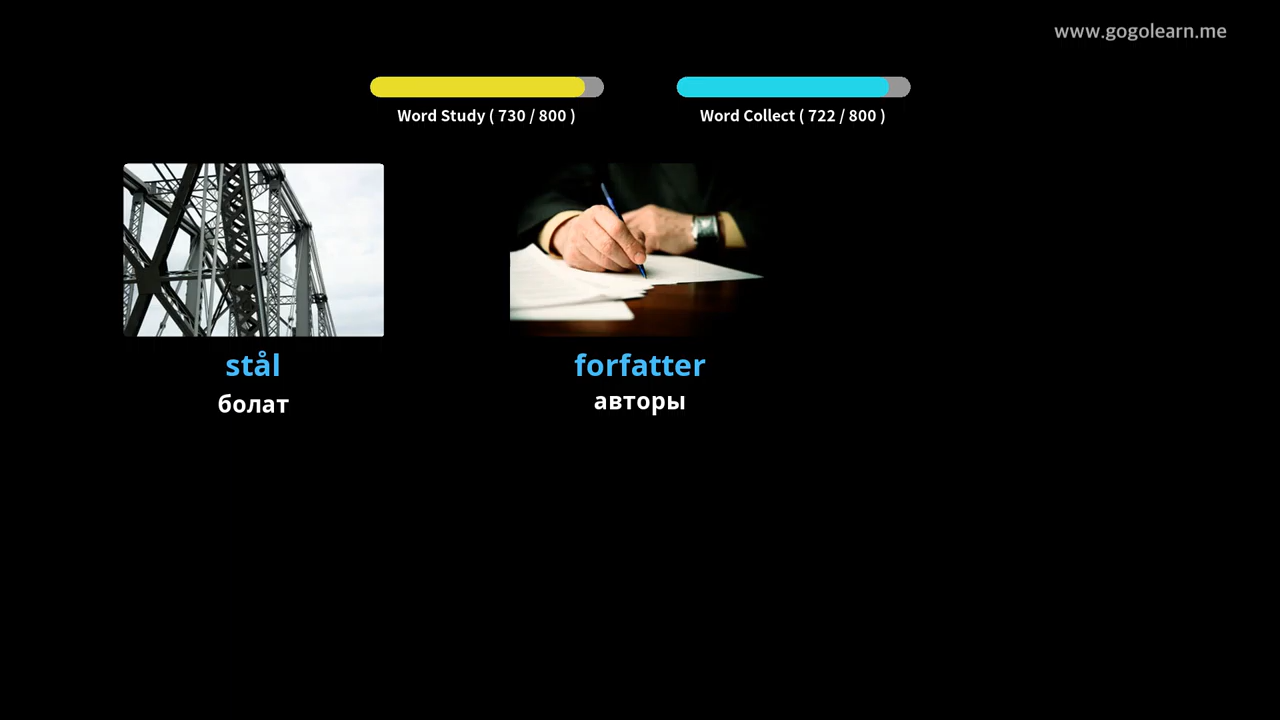 www.gogolearn.me
Word Study ( 730 / 800 )
Word Collect ( 722 / 800 )
stål
болат
forfatter
авторы